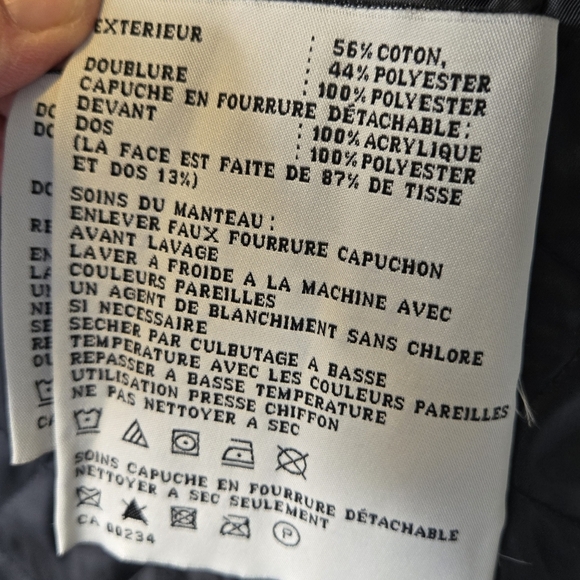 EXTERIEUR : 56% COTON,
44% POLYESTER
DOUBLURE : 100% POLYESTER
CAPUCHE EN FOURRURE DÉTACHABLE:
DEVANT : 100% ACRYLIQUE
DOS : 100% POLYESTER
(LA FACE EST FAITE DE 87% DE TISSE
ET DOS 13%)
SOINS DU MANTEAU:
ENLEVER FAUX FOURRURE CAPUCHON
AVANT LAVAGE
LAVER À FROIDE A LA MACHINE AVEC
COULEURS PAREILLES
UN AGENT DE BLANCHIMENT SANS CHLORE
SI NECESSAIRE
SECHER PAR CULBUTAGE A BASSE
TEMPERATURE AVEC LES COULEURS PAREILLES
REPASSER A BASSE TEMPERATURE
UTILISATION PRESSE CHIFFON
NE PAS NETTOYER A SEC
SOINS CAPUCHE EN FOURRURE DÉTACHABLE
NETTOYER A SEC SEULEMENT
P
CA 00234